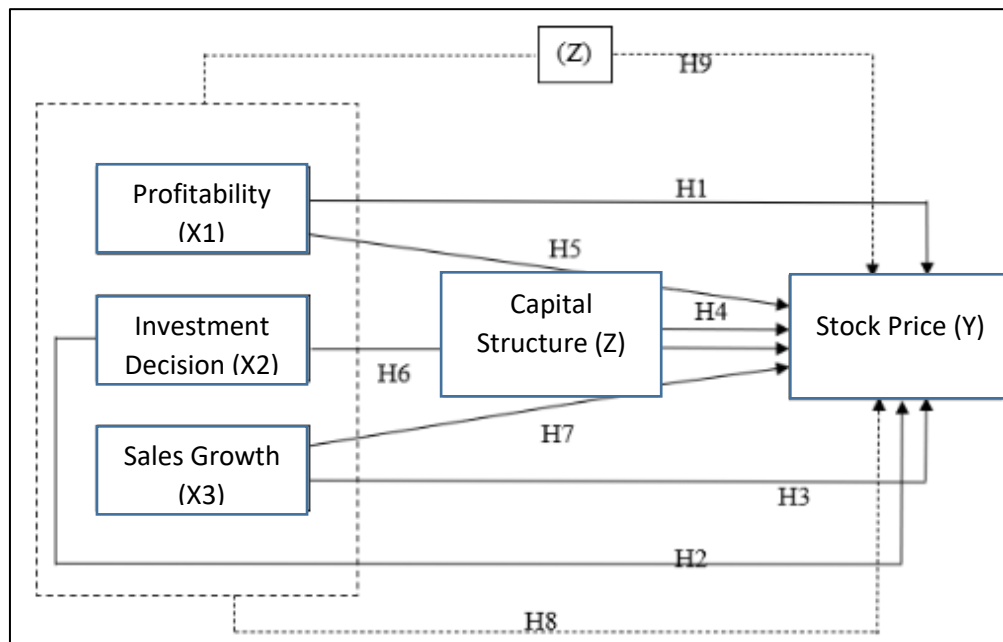 (Z)
H9
Profitability
(X1)
H1
H5
Investment
Decision (X2)
H6
Capital
Structure (Z)
H4
Stock Price (Y)
Sales Growth
(X3)
H7
H3
H2
H8